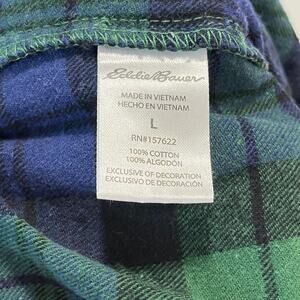 Eddie Bauer
MADE IN VIETNAM
HECHO EN VIETNAM
L
RN#157622
100% COTTON
100% ALGODÓN
EXCLUSIVE OF DECORATION
EXCLUSIVO DE DECORACIÓN